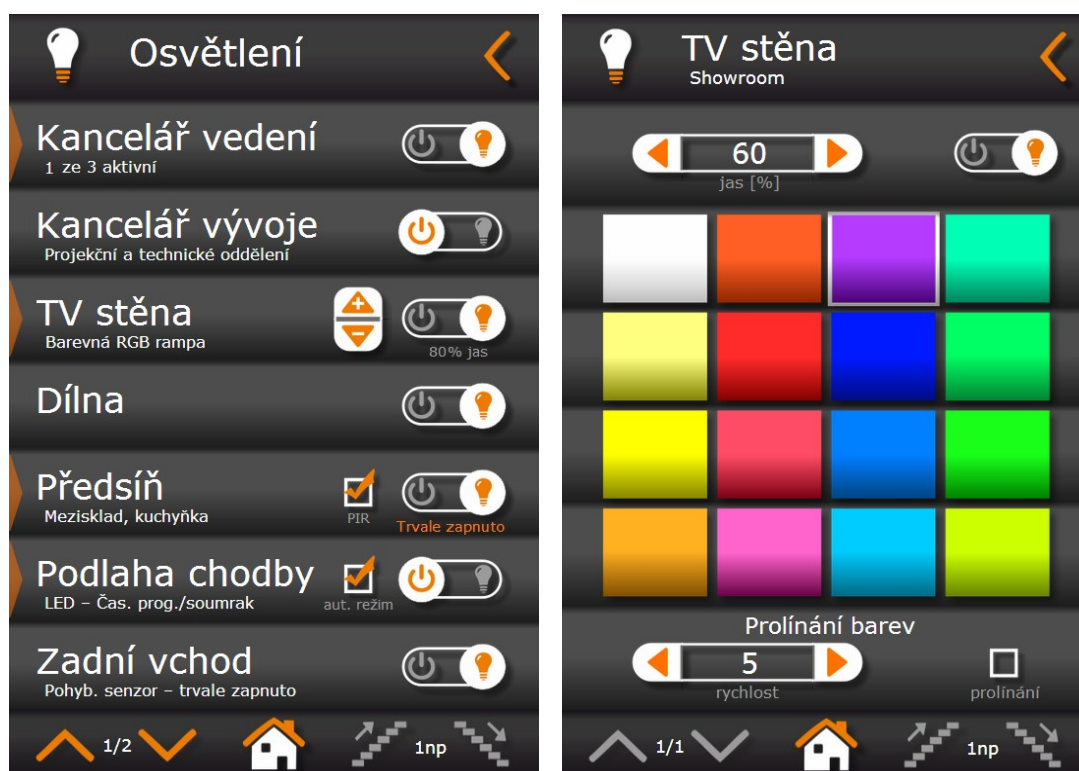 Osvětlení
Kancelář vedení
1 ze 3 aktivní
Kancelář vývoje
Projekční a technické oddělení
TV stěna
Barevná RGB rampa
80% jas
Dílna
Předsíň
Mezisklad, kuchyňka
PIR
Trvale zapnuto
Podlaha chodby
LED – Čas. prog./soumrak
aut. režim
Zadní vchod
Pohyb. senzor – trvale zapnuto
1/2
1np
TV stěna
Showroom
60
jas [%]
Prolínání barev
5
rychlost
prolínání
1/1
1np